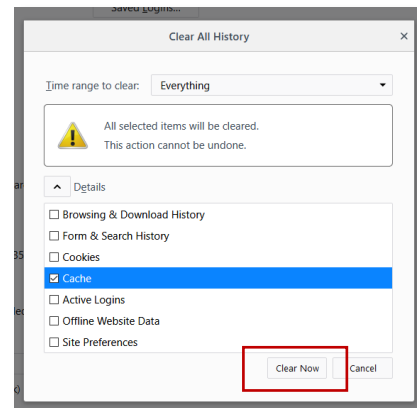 Saved Logins...
Clear All History
Time range to clear: Everything
All selected items will be cleared.
This action cannot be undone.
Details
Browsing & Download History
Form & Search History
Cookies
Cache
Active Logins
Offline Website Data
Site Preferences
Clear Now Cancel